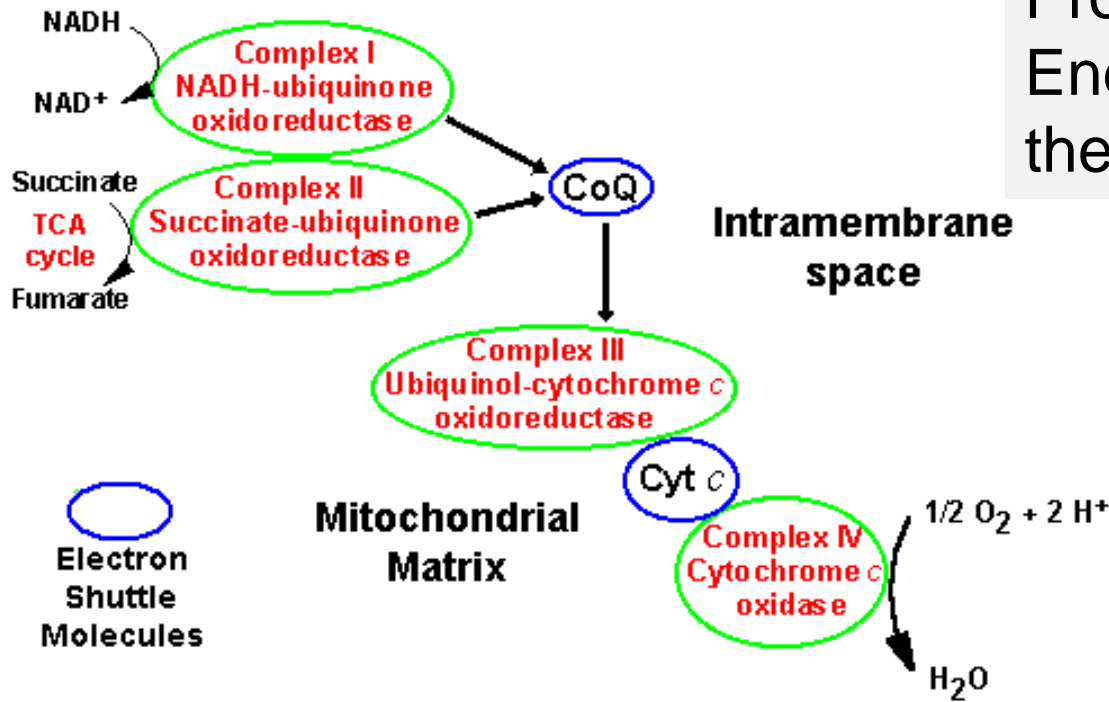 NADH
NAD+
Complex I
NADH-ubiquinone
oxidoreductase
Succinate
TCA
cycle
Fumarate
Complex II
Succinate-ubiquinone
oxidoreductase
CoQ
Intramembrane
space
the
Complex III
Ubiquinol-cytochrome c
oxidoreductase
Cyt c
Mitochondrial
Matrix
Electron
Shuttle
Molecules
Complex IV
Cytochrome c
oxidase
1/2 O2 + 2 H+
H2O